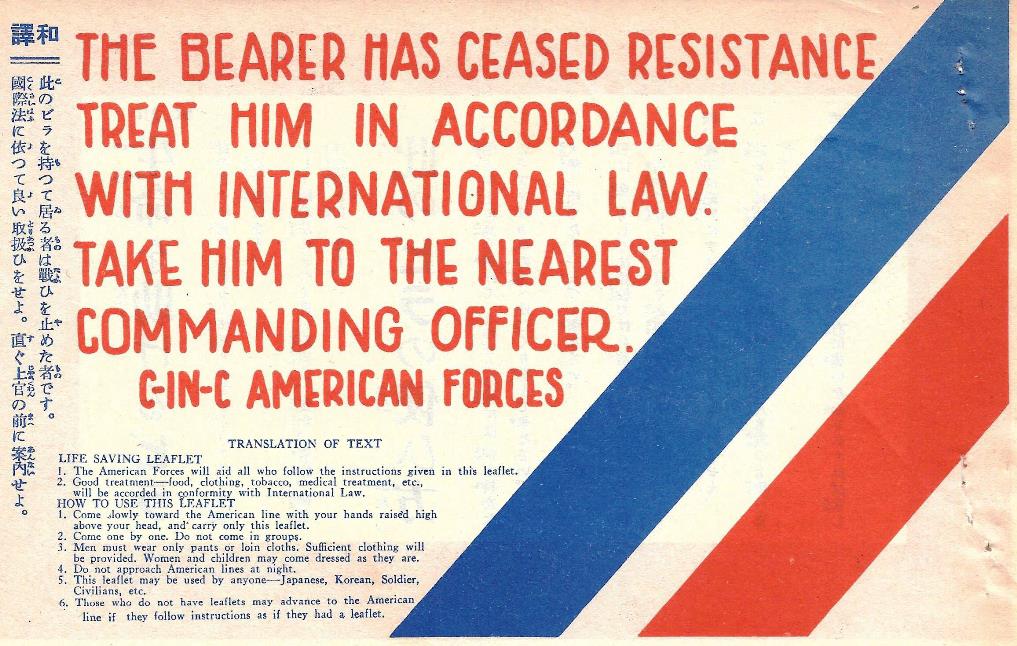 和譯
此のビラを持つて居る者は戰ひを止めた者です。
國際法に依つて良い取扱ひをせよ。直ぐ上官の前に案內せよ。
THE BEARER HAS CEASED RESISTANCE
TREAT HIM IN ACCORDANCE
WITH INTERNATIONAL LAW.
TAKE HIM TO THE NEAREST
COMMANDING OFFICER.
C-IN-C AMERICAN FORCES
TRANSLATION OF TEXT
LIFE SAVING LEAFLET
1. The American Forces will aid all who follow the instructions given in this leaflet.
2. Good treatment—food, clothing, tobacco, medical treatment, etc.,
will be accorded in conformity with International Law.
HOW TO USE THIS LEAFLET
1. Come slowly toward the American line with your hands raised high
above your head, and carry only this leaflet.
2. Come one by one. Do not come in groups.
3. Men must wear only pants or loin cloths. Sufficient clothing will
be provided. Women and children may come dressed as they are.
4. Do not approach American lines at night.
5. This leaflet may be used by anyone—Japanese, Korean, Soldier,
Civilians, etc.
6. Those who do not have leaflets may advance to the American
line if they follow instructions as if they had a leaflet.